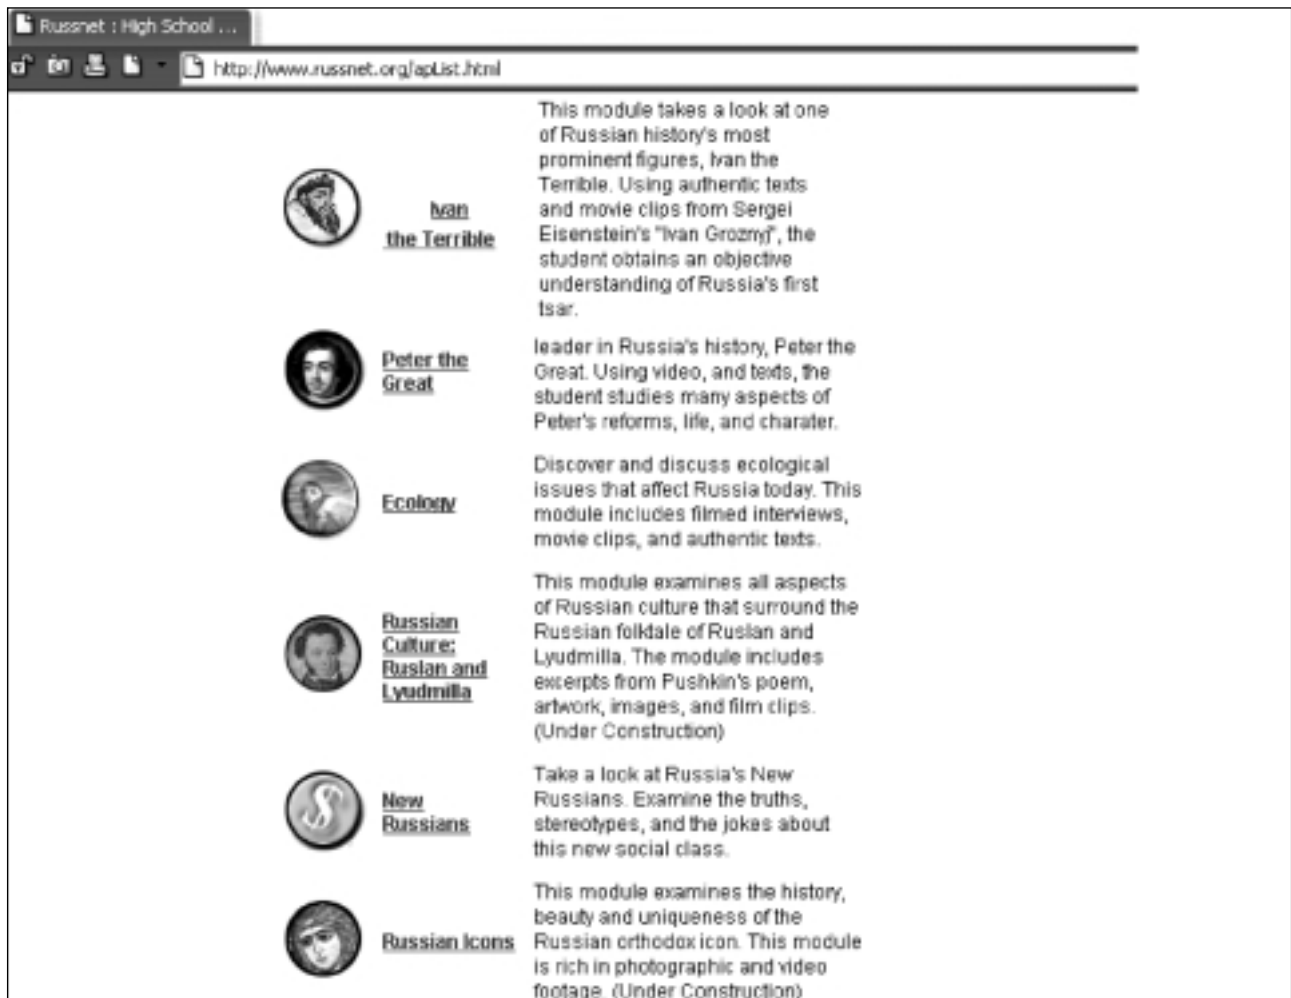 Russnet : High School ...
http://www.russnet.org/apList.html
This module takes a look at one
of Russian history's most
prominent figures, Ivan the
Terrible. Using authentic texts
Ivan
and movie clips from Sergei
the Terrible
Eisenstein's "Ivan Groznyj", the
student obtains an objective
understanding of Russia's first
tsar.
Peter the
Great
leader in Russia's history, Peter the
Great. Using video, and texts, the
student studies many aspects of
Peter's reforms, life, and charater.
Ecology
Discover and discuss ecological
issues that affect Russia today. This
module includes filmed interviews,
movie clips, and authentic texts.
Russian
Culture:
Ruslan and
Lyudmilla
This module examines all aspects
of Russian culture that surround the
Russian folktale of Ruslan and
Lyudmilla. The module includes
excerpts from Pushkin's poem,
artwork, images, and film clips.
(Under Construction)
New
Russians
Take a look at Russia's New
Russians. Examine the truths,
stereotypes, and the jokes about
this new social class.
Russian Icons
This module examines the history,
beauty and uniqueness of the
Russian orthodox icon. This module
is rich in photographic and video
footage. (Under Construction)